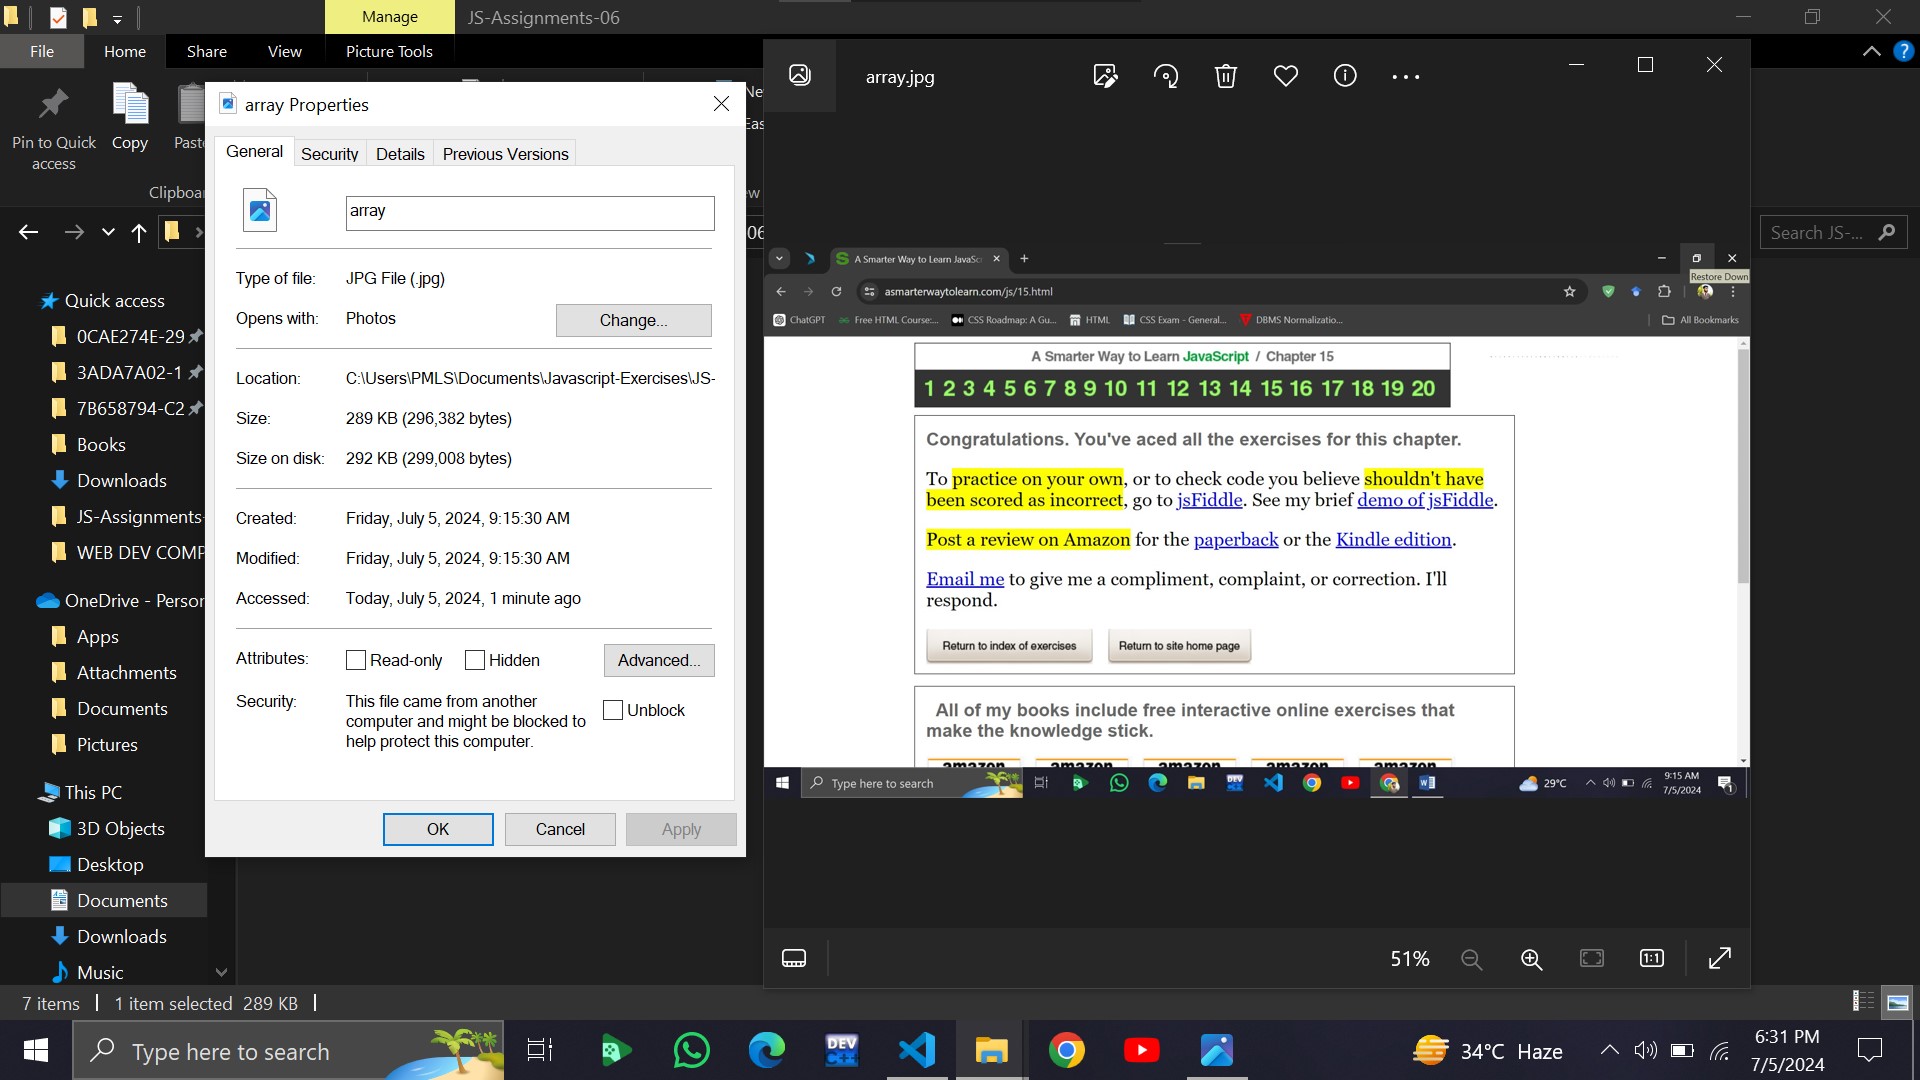 Manage
JS-Assignments-06
File
Home
Share
View
Picture Tools
Pin to Quick
access
Copy
Paste
Clipboa
Search JS-...
Quick access
0CAE274E-29
3ADA7A02-1
7B658794-C2
Books
Downloads
JS-Assignments-
WEB DEV COMP
OneDrive - Person
Apps
Attachments
Documents
Pictures
This PC
3D Objects
Desktop
Documents
Downloads
Music
7 items
1 item selected 289 KB
array Properties
General
Security
Details
Previous Versions
array
Type of file: JPG File (.jpg)
Opens with: Photos
Change...
Location: C:\Users\PMLS\Documents\Javascript-Exercises\JS-
Size: 289 KB (296,382 bytes)
Size on disk: 292 KB (299,008 bytes)
Created: Friday, July 5, 2024, 9:15:30 AM
Modified: Friday, July 5, 2024, 9:15:30 AM
Accessed: Today, July 5, 2024, 1 minute ago
Attributes: Read-only Hidden Advanced...
Security: This file came from another
computer and might be blocked to
help protect this computer.
Unblock
OK
Cancel
Apply
06
array.jpg
A Smarter Way to Learn JavaSc
Restore Down
asmarterwaytolearn.com/js/15.html
ChatGPT
Free HTML Course:...
CSS Roadmap: A Gu...
HTML
CSS Exam - General...
DBMS Normalizatio...
All Bookmarks
A Smarter Way to Learn JavaScript / Chapter 15
1 2 3 4 5 6 7 8 9 10 11 12 13 14 15 16 17 18 19 20
Congratulations. You've aced all the exercises for this chapter.
To practice on your own, or to check code you believe shouldn't have
been scored as incorrect, go to jsFiddle. See my brief demo of jsFiddle.
Post a review on Amazon for the paperback or the Kindle edition.
Email me to give me a compliment, complaint, or correction. I'll
respond.
Return to index of exercises
Return to site home page
All of my books include free interactive online exercises that
make the knowledge stick.
amazon amazon amazon amazon amazon
Type here to search
DEV
29°C
9:15 AM
7/5/2024
1
51%
1:1
Type here to search
DEV
C++
34°C Haze
6:31 PM
7/5/2024